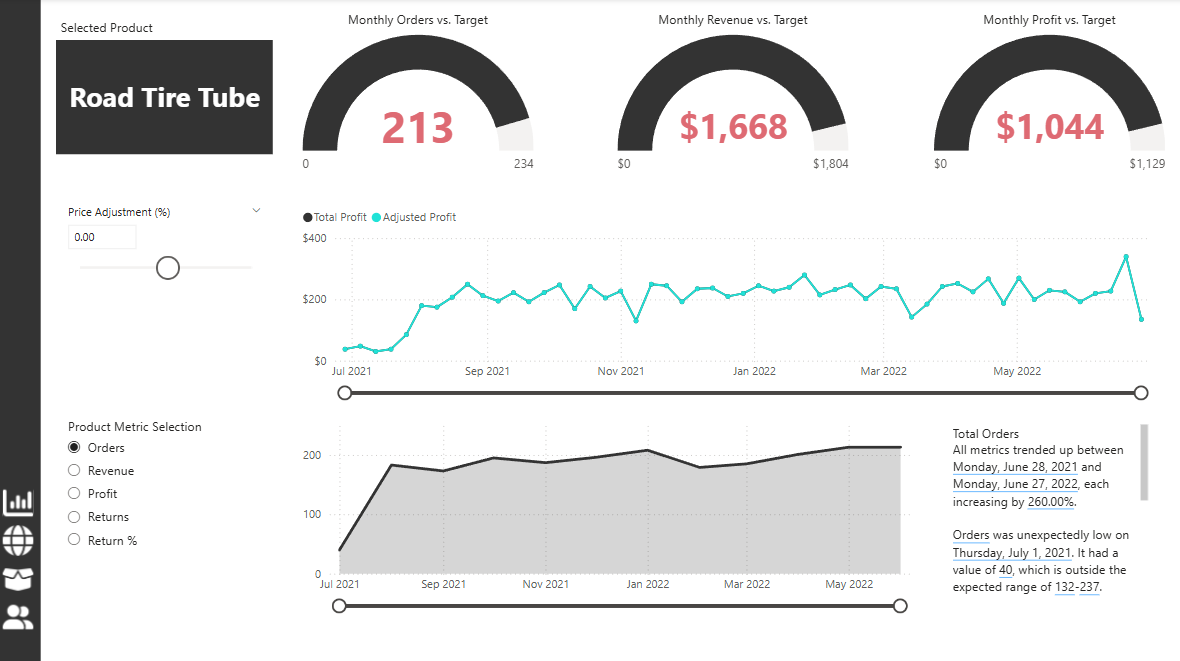 Selected Product
Road Tire Tube
Monthly Orders vs. Target
213
0
234
Monthly Revenue vs. Target
$1,668
$0
$1,804
Monthly Profit vs. Target
$1,044
$0
$1,129
Price Adjustment (%)
0.00
Total Profit
Adjusted Profit
$400
$200
$0
Jul 2021
Sep 2021
Nov 2021
Jan 2022
Mar 2022
May 2022
Product Metric Selection
Orders
Revenue
Profit
Returns
Return %
200
100
0
Jul 2021
Sep 2021
Nov 2021
Jan 2022
Mar 2022
May 2022
Total Orders
All metrics trended up between
Monday, June 28, 2021 and
Monday, June 27, 2022, each
increasing by 260.00%.
Orders was unexpectedly low on
Thursday, July 1, 2021. It had a
value of 40, which is outside the
expected range of 132-237.